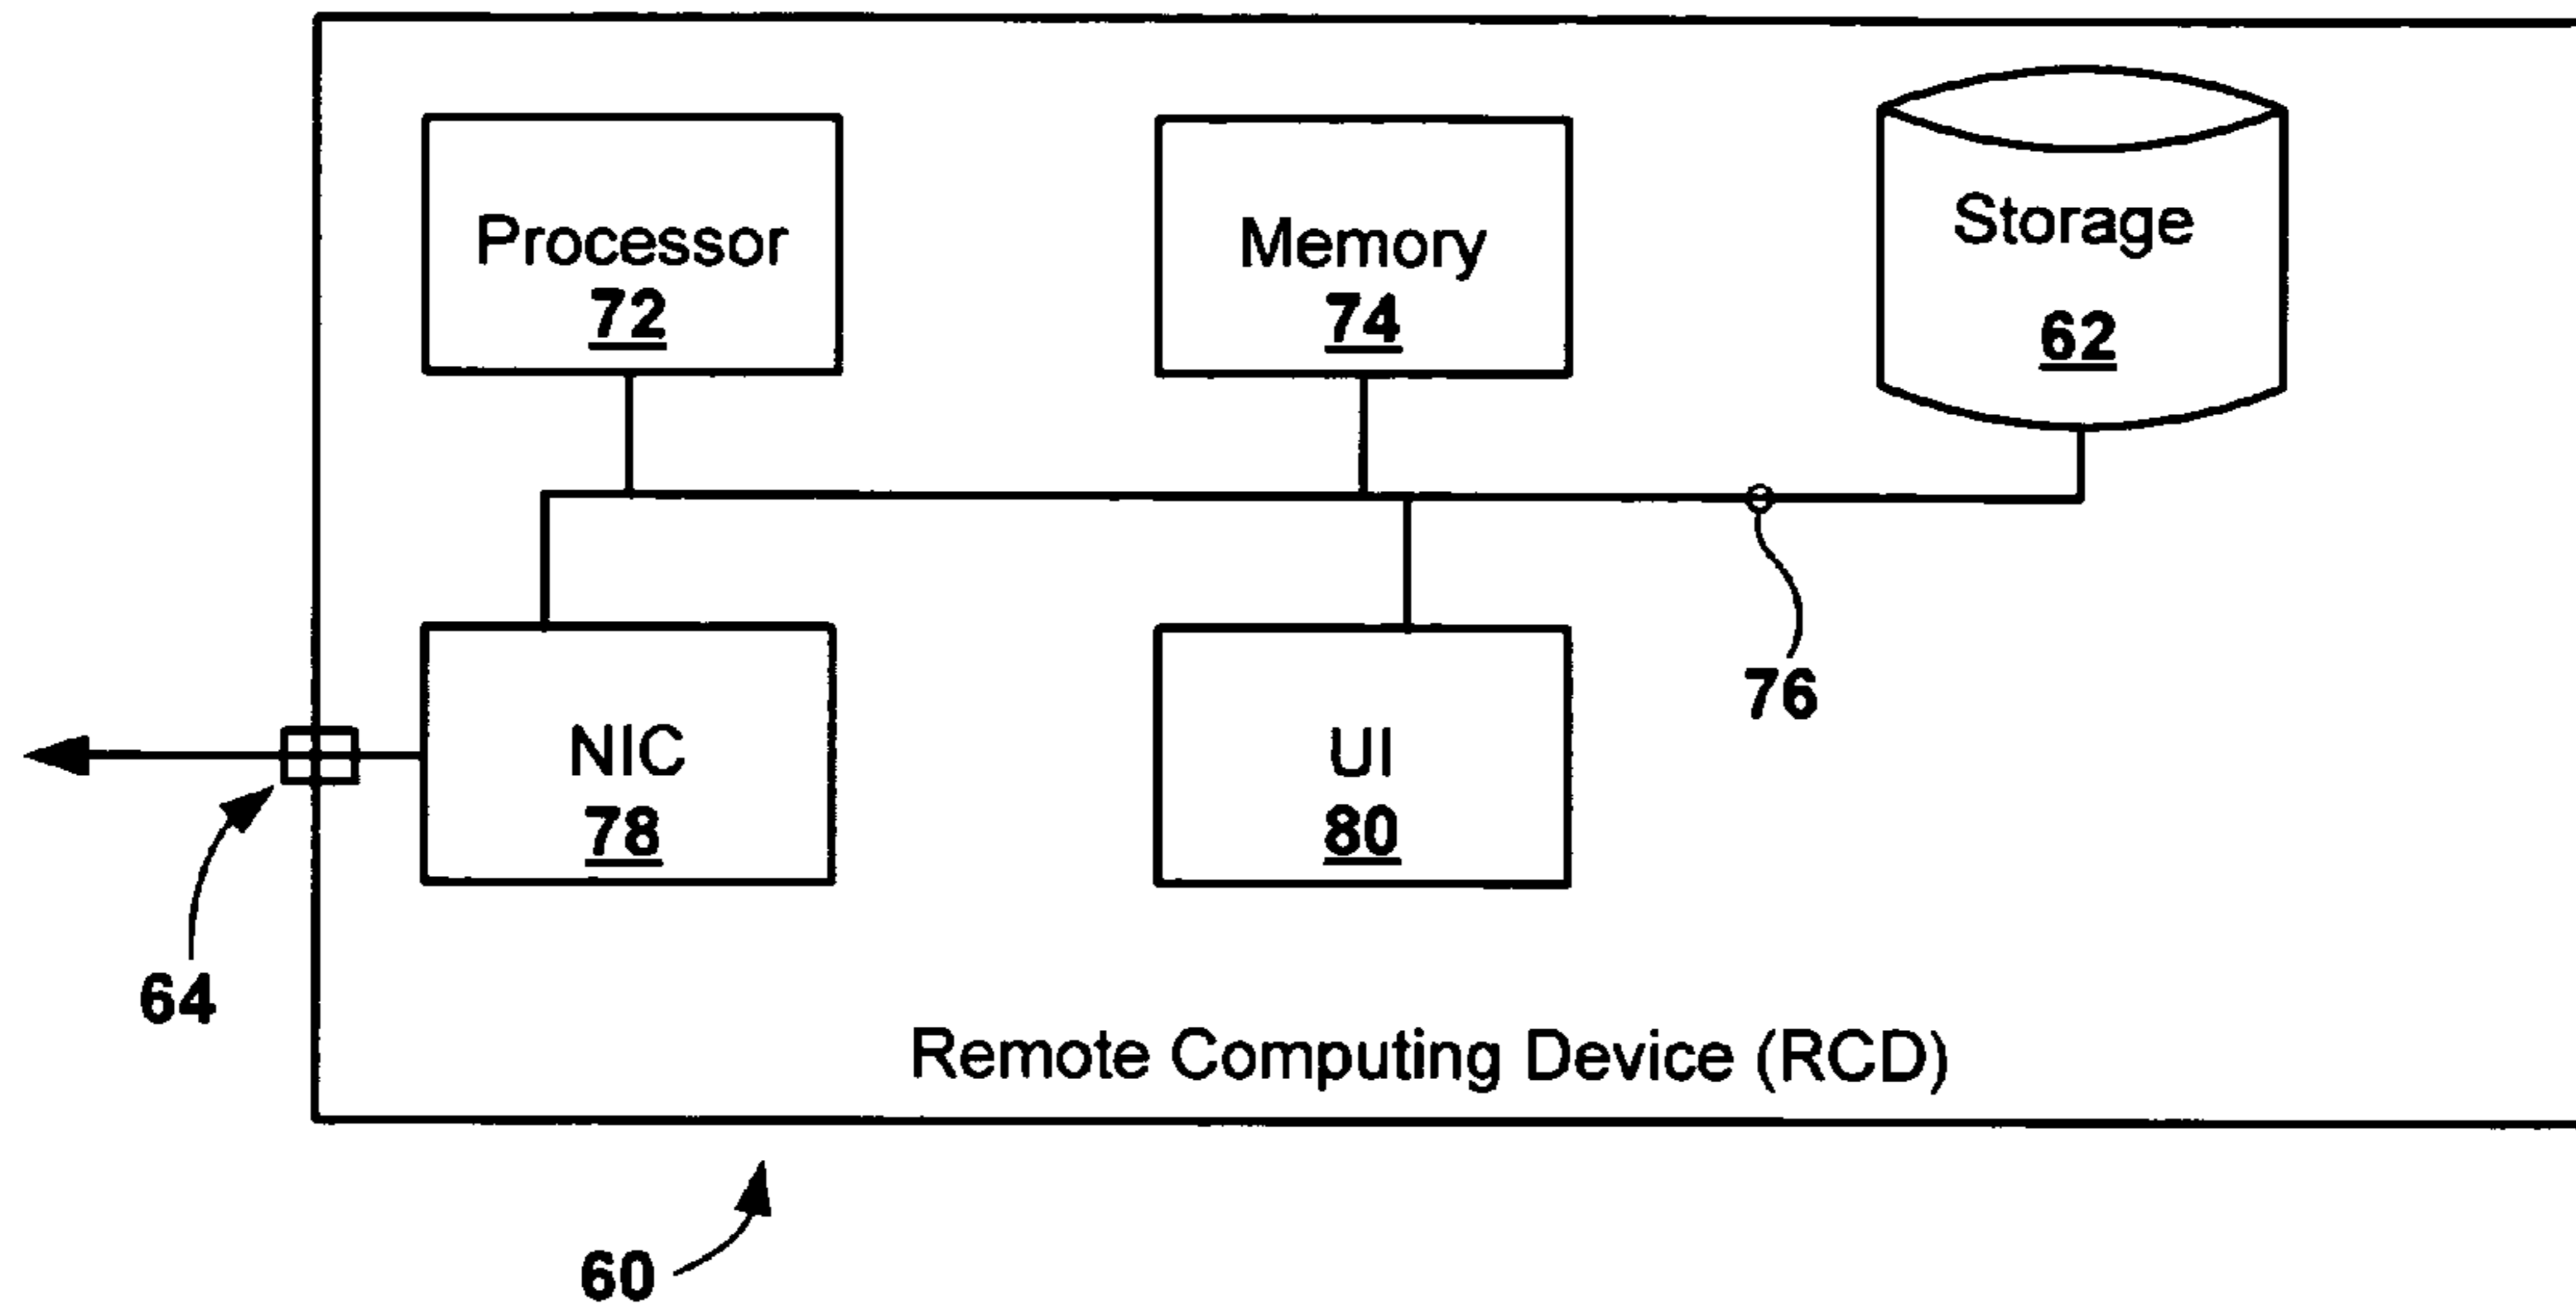 Processor
72
Memory
74
Storage
62
76
NIC
78
UI
80
64
Remote Computing Device (RCD)
60